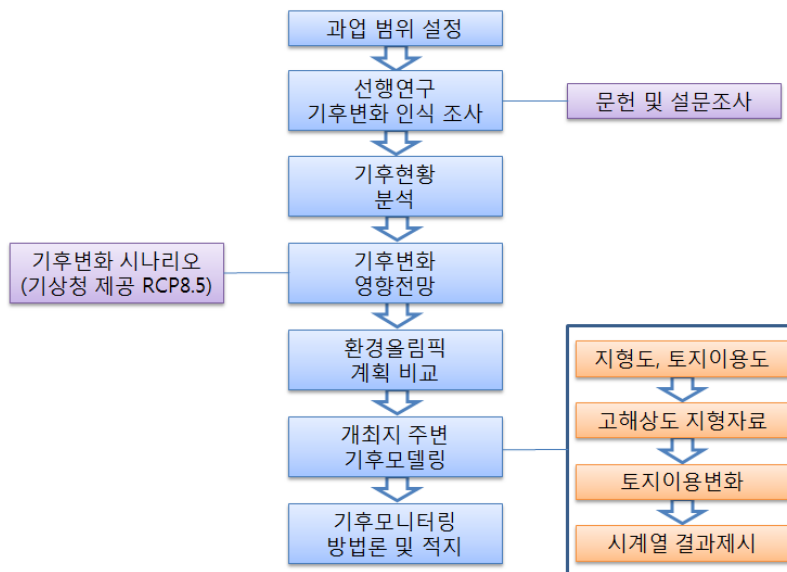 과업 범위 설정
선행연구
기후변화 인식 조사
문헌 및 설문조사
기후현황
분석
기후변화 시나리오
(기상청 제공 RCP8.5)
기후변화
영향전망
환경올림픽
계획 비교
개최지 주변
기후모델링
지형도, 토지이용도
고해상도 지형자료
토지이용변화
시계열 결과제시
기후모니터링
방법론 및 적지